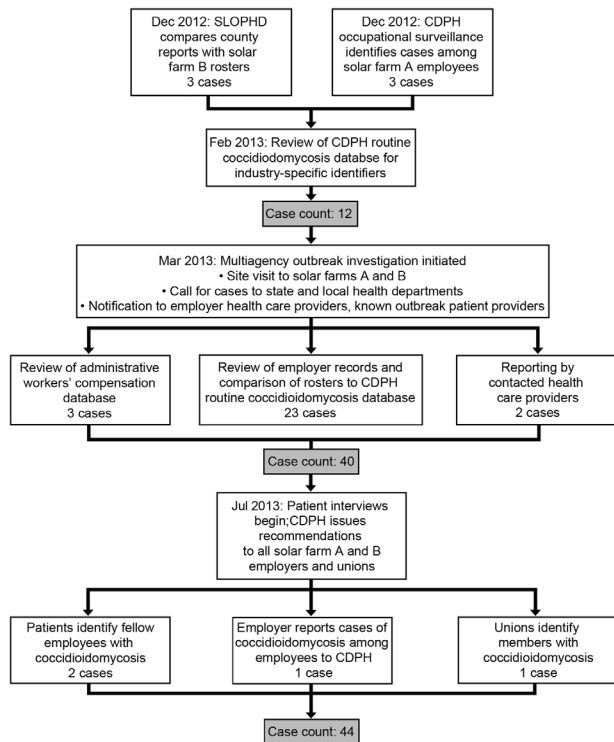 Dec 2012: SLOPHD
compares county
reports with solar
farm B rosters
3 cases
Dec 2012: CDPH
occupational surveillance
identifies cases among
solar farm A employees
3 cases
Feb 2013: Review of CDPH routine
coccidiodomycosis databse for
industry-specific identifiers
Case count: 12
Mar 2013: Multiagency outbreak investigation initiated
• Site visit to solar farms A and B
• Call for cases to state and local health departments
• Notification to employer health care providers, known outbreak patient providers
Review of administrative
workers' compensation
database
3 cases
Review of employer records and
comparison of rosters to CDPH
routine coccidioidomycosis database
23 cases
Reporting by
contacted health
care providers
2 cases
Case count: 40
Jul 2013: Patient interviews
begin;CDPH issues
recommendations
to all solar farm A and B
employers and unions
Patients identify fellow
employees with
coccidioidomycosis
2 cases
Employer reports cases of
coccidioidomycosis among
employees to CDPH
1 case
Unions identify
members with
coccidioidomycosis
1 case
Case count: 44